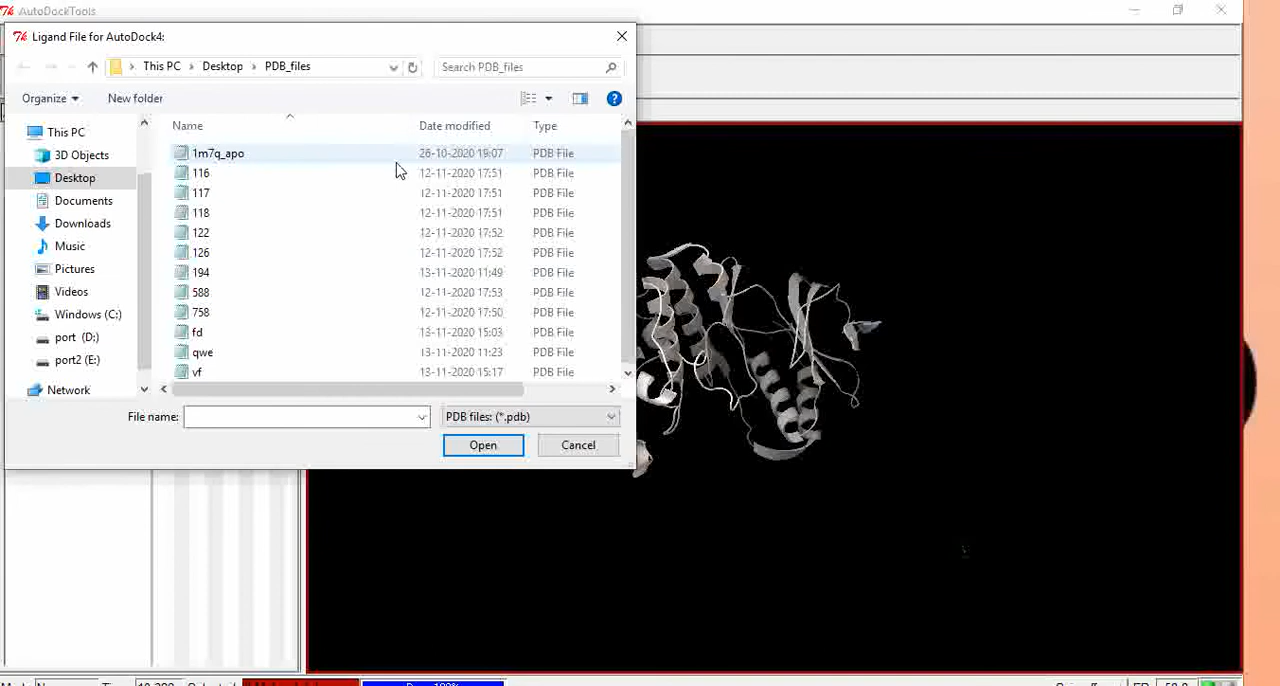 AutoDockTools
Ligand File for AutoDock4:
This PC > Desktop > PDB_files
Search PDB_files
Organize
New folder
Name Date modified Type
This PC
3D Objects
Desktop
Documents
Downloads
Music
Pictures
Videos
Windows (C:)
port (D:)
port2 (E:)
Network
1m7q_apo 26-10-2020 19:07 PDB File
116 12-11-2020 17:51 PDB File
117 12-11-2020 17:51 PDB File
118 12-11-2020 17:51 PDB File
122 12-11-2020 17:52 PDB File
126 12-11-2020 17:52 PDB File
194 13-11-2020 11:49 PDB File
588 12-11-2020 17:53 PDB File
758 12-11-2020 17:50 PDB File
fd 13-11-2020 15:03 PDB File
qwe 13-11-2020 11:23 PDB File
vf 13-11-2020 15:17 PDB File
File name:
PDB files: (*.pdb)
Open
Cancel